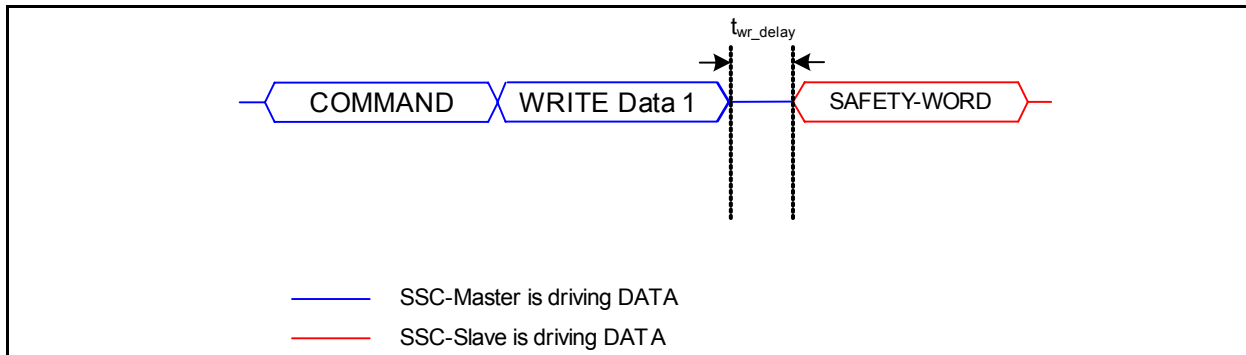 twr_delay
COMMAND WRITE Data 1 SAFETY-WORD
SSC-Master is driving DATA
SSC-Slave is driving DATA